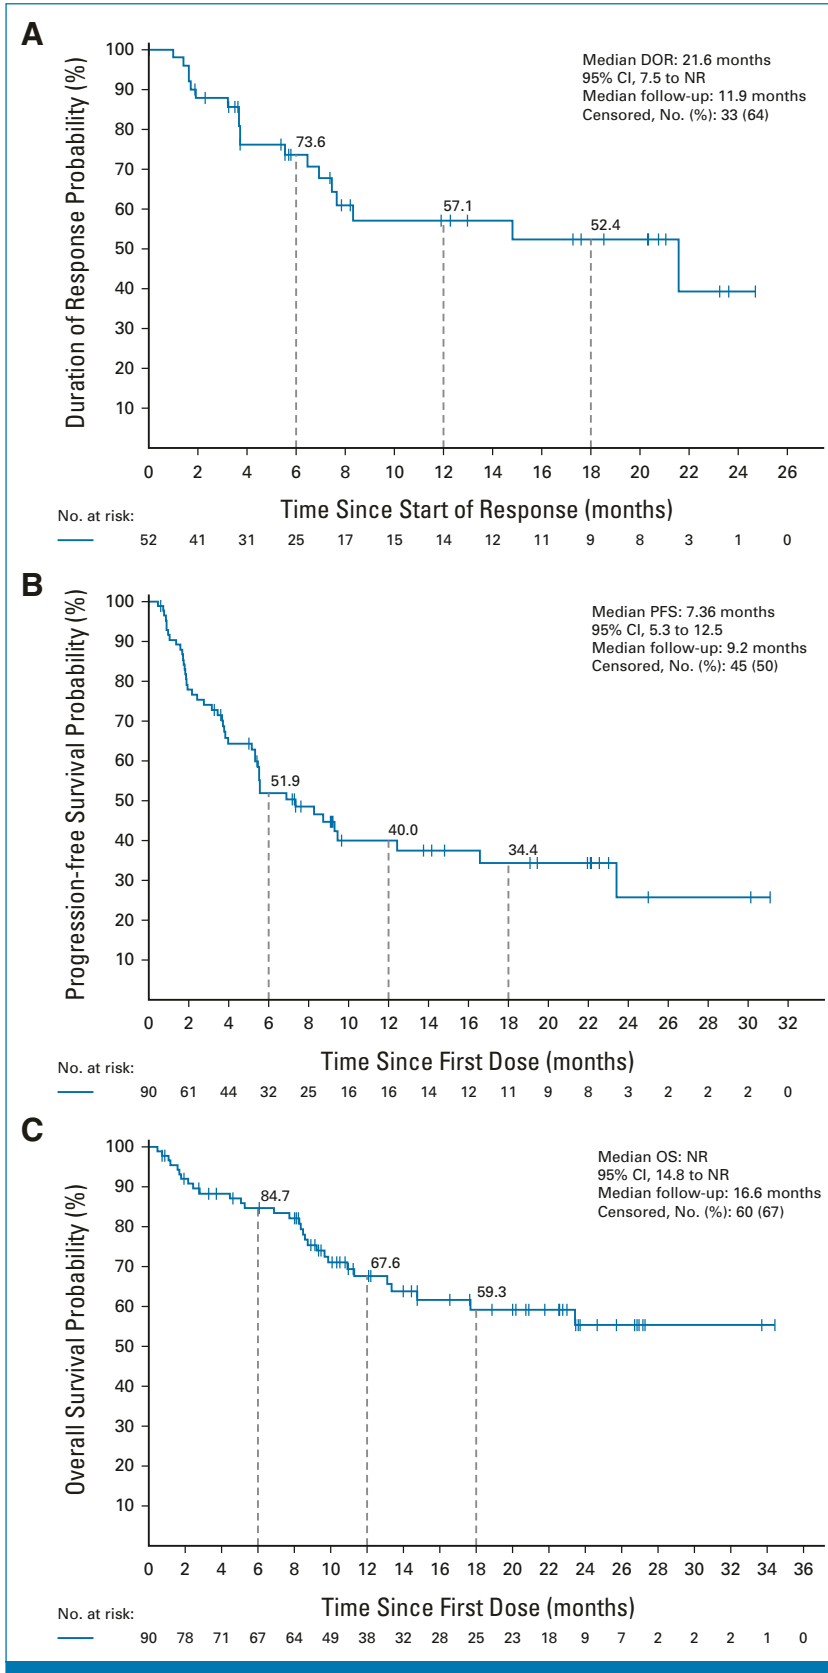 A
Duration of Response Probability (%)
100
90
80
70
60
50
40
30
20
10
Median DOR: 21.6 months
95% CI, 7.5 to NR
Median follow-up: 11.9 months
Censored, No. (%): 33 (64)
73.6
57.1
52.4
0 2 4 6 8 10 12 14 16 18 20 22 24 26
Time Since Start of Response (months)
No. at risk:
52 41 31 25 17 15 14 12 11 9 8 3 1 0
B
Progression-free Survival Probability (%)
100
90
80
70
60
50
40
30
20
10
Median PFS: 7.36 months
95% CI, 5.3 to 12.5
Median follow-up: 9.2 months
Censored, No. (%): 45 (50)
51.9
40.0
34.4
0 2 4 6 8 10 12 14 16 18 20 22 24 26 28 30 32
Time Since First Dose (months)
No. at risk:
90 61 44 32 25 16 16 14 12 11 9 8 3 2 2 2 0
C
Overall Survival Probability (%)
100
90
80
70
60
50
40
30
20
10
Median OS: NR
95% CI, 14.8 to NR
Median follow-up: 16.6 months
Censored, No. (%): 60 (67)
84.7
67.6
59.3
0 2 4 6 8 10 12 14 16 18 20 22 24 26 28 30 32 34 36
Time Since First Dose (months)
No. at risk:
90 78 71 67 64 49 38 32 28 25 23 18 9 7 2 2 2 1 0